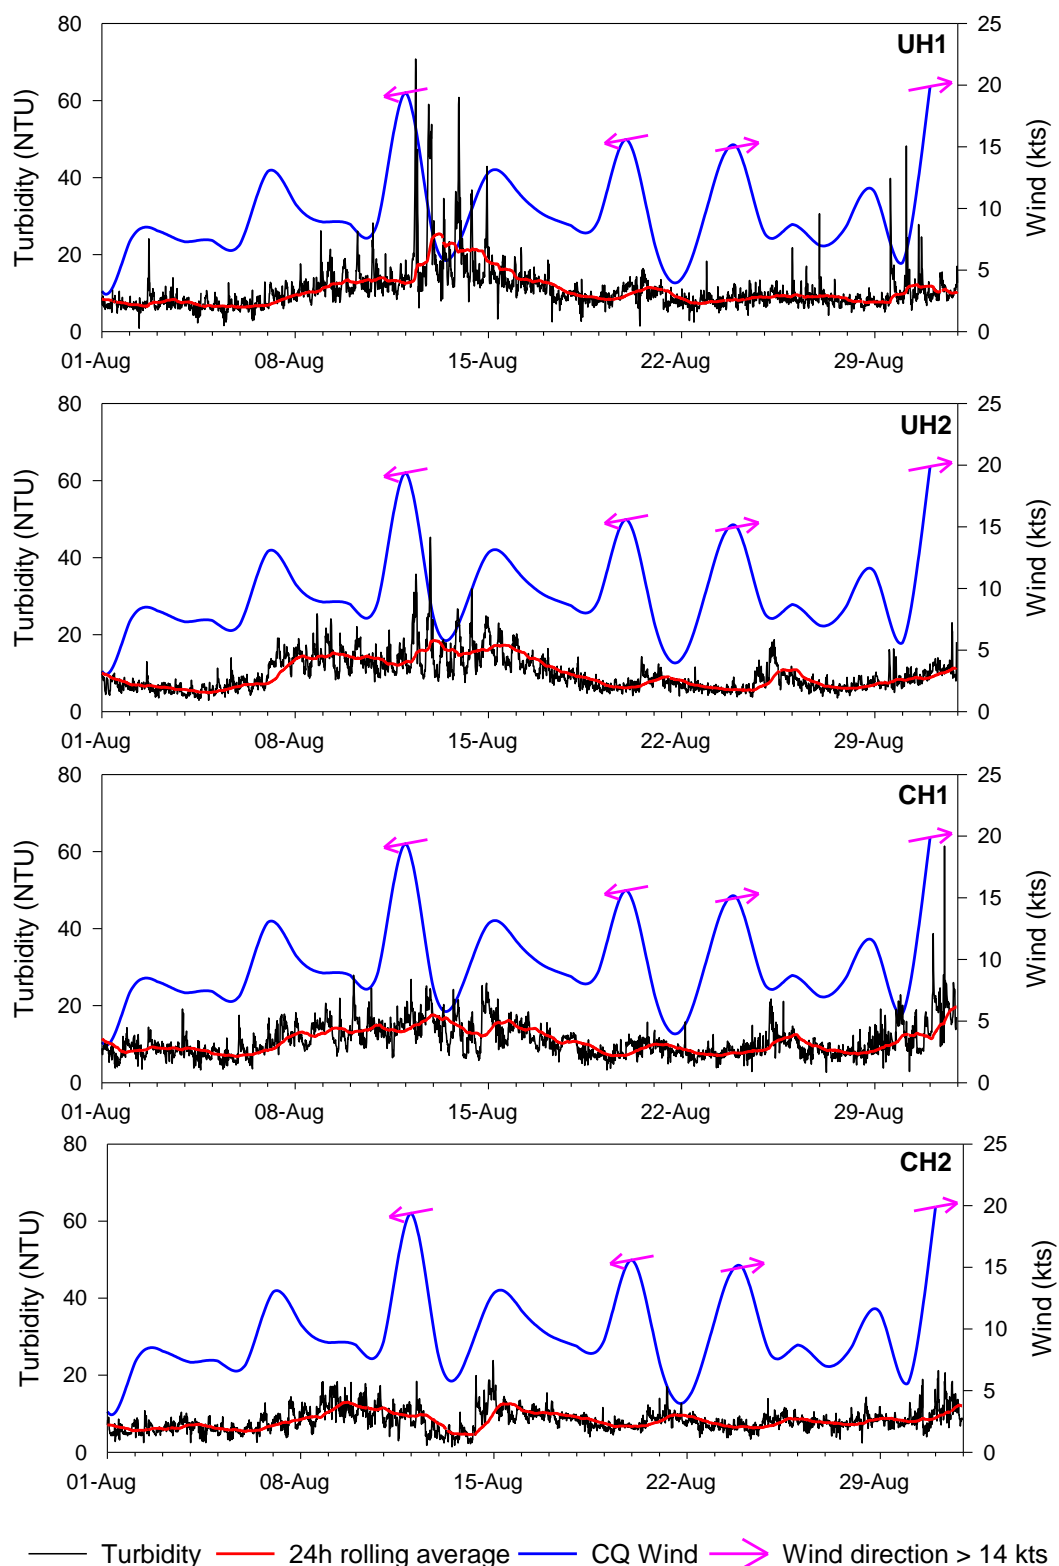 UH1
Turbidity (NTU)
80
60
40
20
0
25
20
15
10
5
0
Wind (kts)
01-Aug 08-Aug 15-Aug 22-Aug 29-Aug
UH2
Turbidity (NTU)
80
60
40
20
0
25
20
15
10
5
0
Wind (kts)
01-Aug 08-Aug 15-Aug 22-Aug 29-Aug
CH1
Turbidity (NTU)
80
60
40
20
0
25
20
15
10
5
0
Wind (kts)
01-Aug 08-Aug 15-Aug 22-Aug 29-Aug
CH2
Turbidity (NTU)
80
60
40
20
0
25
20
15
10
5
0
Wind (kts)
01-Aug 08-Aug 15-Aug 22-Aug 29-Aug
Turbidity 24h rolling average CQ Wind Wind direction > 14 kts